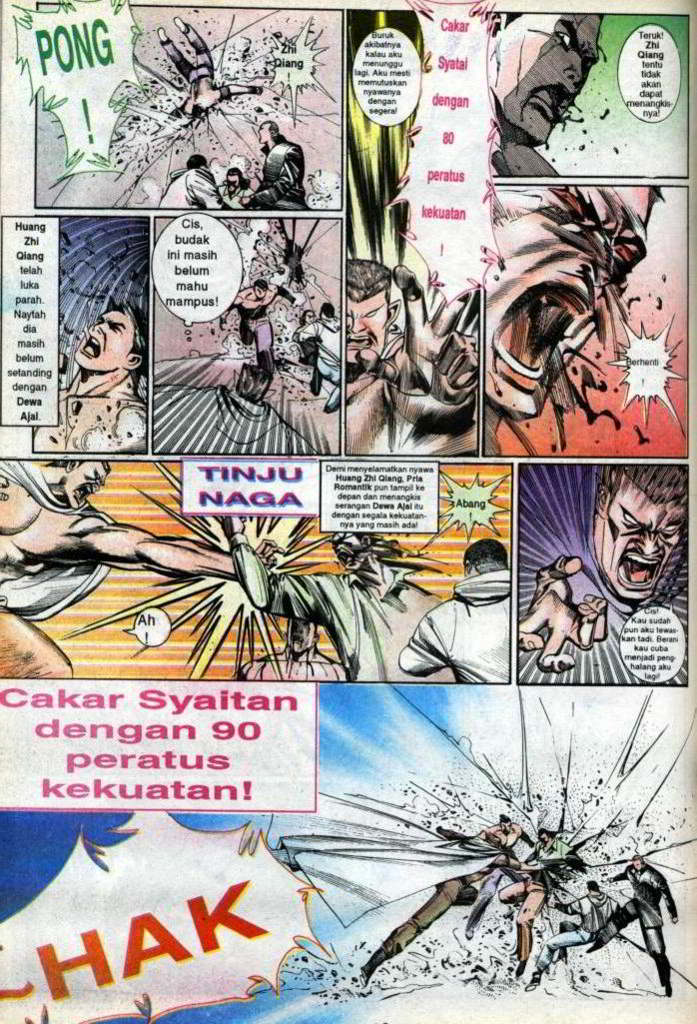 PONG
!
Zhi
Qiang
!
Buruk
akibatnya
kalau aku
menunggu
lagi. Aku mesti
memutuskan
nyawanya
dengan
segera!
Cakar
Syatai
dengan
80
peratus
kekuatan
!
Teruk!
Zhi
Qiang
tentu
tidak
akan
dapat
menangkis-
nya!
Huang
Zhi
Qiang
telah
luka
parah.
Naytah
dia
masih
belum
setanding
dengan
Dewa
Ajai.
Cis,
budak
ini masih
belum
mahu
mampus!
Berhenti
!
TINJU
NAGA
Demi menyelamatkan nyawa
Huang Zhi Qiang, Pria
Romantik pun tampil ke
depan dan menangkis
serangan Dewa Ajai itu
dengan segala kekuatan-
nya yang masih ada!
Abang
!
Ah
!
Cis!
Kau sudah
pun aku tewas-
kan tadi. Berani
kau cuba
menjadi peng-
halang aku
lagi!
Cakar Syaitan
dengan 90
peratus
kekuatan!
HAK